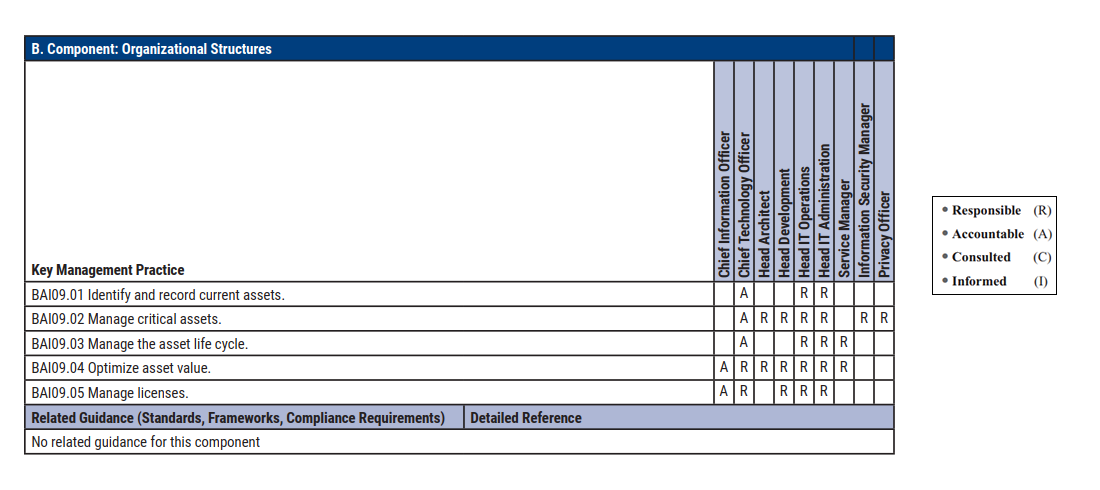 B. Component: Organizational Structures
Key Management Practice
Chief Information Officer
Chief Technology Officer
Head Architect
Head Development
Head IT Operations
Head IT Administration
Service Manager
Information Security Manager
Privacy Officer
BAI09.01 Identify and record current assets. A R R
BAI09.02 Manage critical assets. A R R R R R R
BAI09.03 Manage the asset life cycle. A R R R
BAI09.04 Optimize asset value. A R R R R R R
BAI09.05 Manage licenses. A R R R R
Related Guidance (Standards, Frameworks, Compliance Requirements) Detailed Reference
No related guidance for this component
• Responsible (R)
• Accountable (A)
• Consulted (C)
• Informed (I)